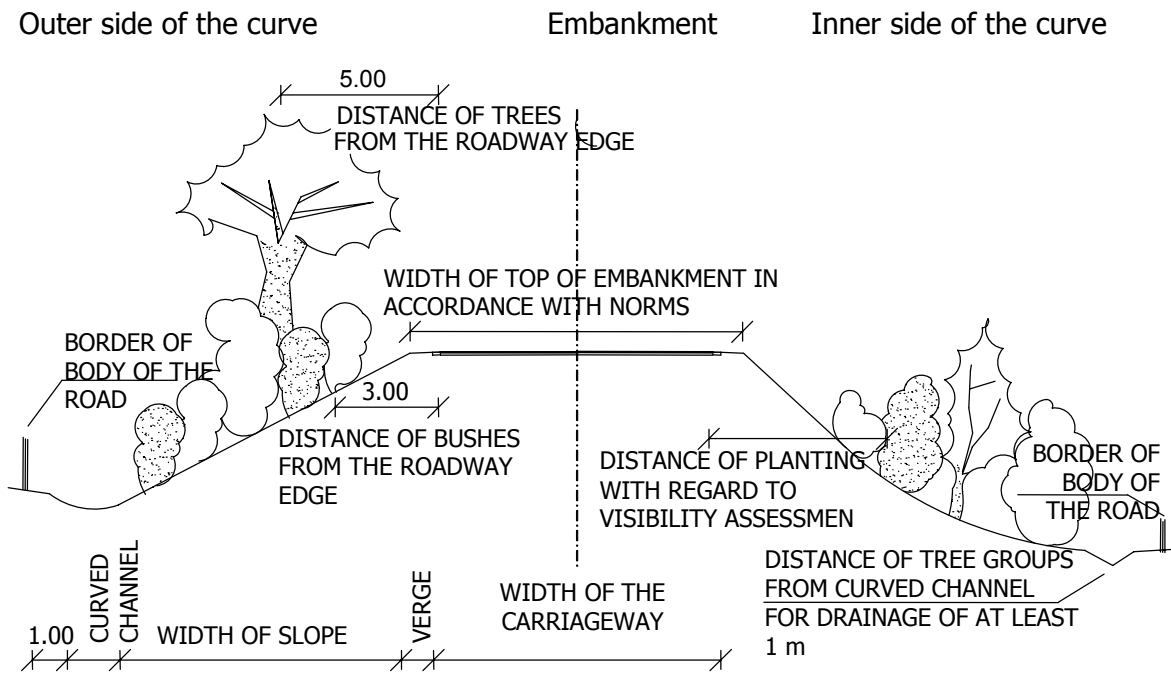 Outer side of the curve
Embankment
Inner side of the curve
5.00
DISTANCE OF TREES
FROM THE ROADWAY EDGE
WIDTH OF TOP OF EMBANKMENT IN
ACCORDANCE WITH NORMS
BORDER OF
BODY OF THE
ROAD
3.00
DISTANCE OF BUSHES
FROM THE ROADWAY
EDGE
DISTANCE OF PLANTING
WITH REGARD TO
VISIBILITY ASSESSMEN
BORDER OF
BODY OF
THE ROAD
DISTANCE OF TREE GROUPS
FROM CURVED CHANNEL
FOR DRAINAGE OF AT LEAST
1 m
1.00
CURVED
CHANNEL
WIDTH OF SLOPE
VERGE
WIDTH OF THE
CARRIAGEWAY